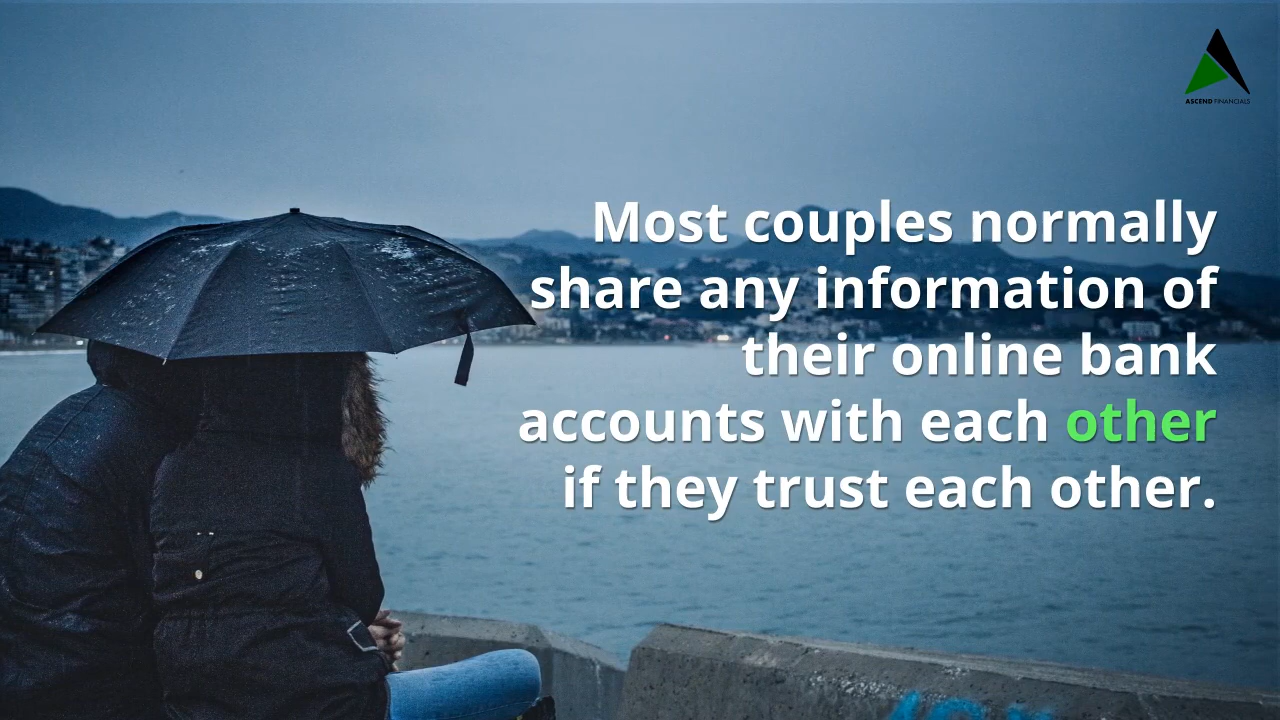 ASCEND FINANCIALS
Most couples normally
share any information of
their online bank
accounts with each other
if they trust each other.